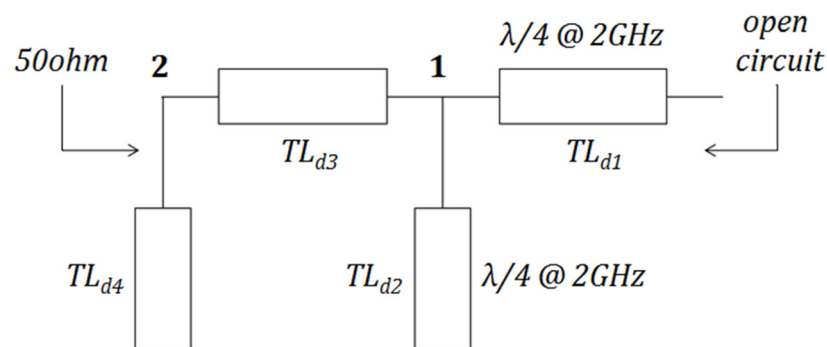 50ohm
2
1
λ/4 @ 2GHz
open
circuit
TLd3
TLd1
TLd4
TLd2
λ/4 @ 2GHz